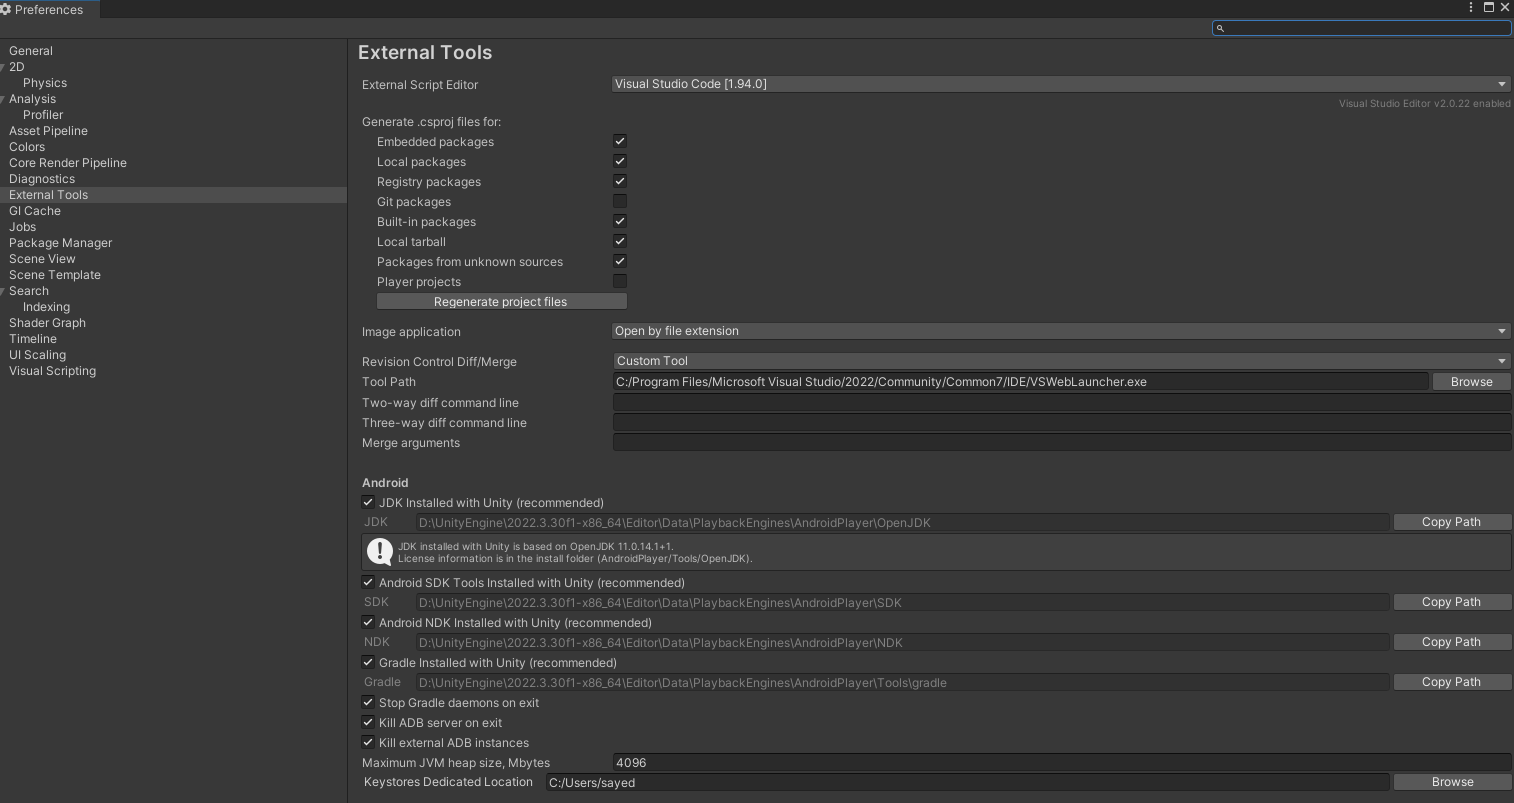 Preferences
General
2D
Physics
Analysis
Profiler
Asset Pipeline
Colors
Core Render Pipeline
Diagnostics
External Tools
GI Cache
Jobs
Package Manager
Scene View
Scene Template
Search
Indexing
Shader Graph
Timeline
UI Scaling
Visual Scripting
External Tools
External Script Editor Visual Studio Code [1.94.0]
Visual Studio Editor v2.0.22 enabled
Generate .csproj files for:
Embedded packages
Local packages
Registry packages
Git packages
Built-in packages
Local tarball
Packages from unknown sources
Player projects
Regenerate project files
Image application Open by file extension
Revision Control Diff/Merge Custom Tool
Tool Path C:/Program Files/Microsoft Visual Studio/2022/Community/Common7/IDE/VSWebLauncher.exe Browse
Two-way diff command line
Three-way diff command line
Merge arguments
Android
JDK Installed with Unity (recommended)
JDK D:\UnityEngine\2022.3.30f1-x86_64\Editor\Data\PlaybackEngines\AndroidPlayer\OpenJDK Copy Path
JDK installed with Unity is based on OpenJDK 11.0.14.1+1.
License information is in the install folder (AndroidPlayer/Tools/OpenJDK).
Android SDK Tools Installed with Unity (recommended)
SDK D:\UnityEngine\2022.3.30f1-x86_64\Editor\Data\PlaybackEngines\AndroidPlayer\SDK Copy Path
Android NDK Installed with Unity (recommended)
NDK D:\UnityEngine\2022.3.30f1-x86_64\Editor\Data\PlaybackEngines\AndroidPlayer\NDK Copy Path
Gradle Installed with Unity (recommended)
Gradle D:\UnityEngine\2022.3.30f1-x86_64\Editor\Data\PlaybackEngines\AndroidPlayer\Tools\gradle Copy Path
Stop Gradle daemons on exit
Kill ADB server on exit
Kill external ADB instances
Maximum JVM heap size, Mbytes 4096
Keystores Dedicated Location C:/Users/sayed Browse